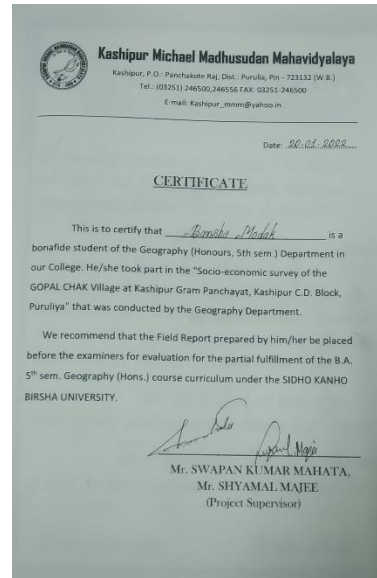 Kashipur Michael Madhusudan Mahavidyalaya
Kashipur, P.O.: Panchakote Raj, Dist.: Purulia, Pin - 723132 (W.B.)
Tel.: (03251) 246500,246556 FAX: 03251-246500
E-mail: Kashipur_mmm@yahoo.in
Date: 20-01-2022
CERTIFICATE
This is to certify that Modak is a
bonafide student of the Geography (Honours, 5th sem.) Department in
our College. He/she took part in the "Socio-economic survey of the
GOPAL CHAK Village at Kashipur Gram Panchayat, Kashipur C.D. Block,
Puruliya" that was conducted by the Geography Department.
We recommend that the Field Report prepared by him/her be placed
before the examiners for evaluation for the partial fulfillment of the B.A.
5th sem. Geography (Hons.) course curriculum under the SIDHO KANHO
BIRSHA UNIVERSITY.
Mr. SWAPAN KUMAR MAHATA,
Mr. SHYAMAL MAJEE
(Project Supervisor)